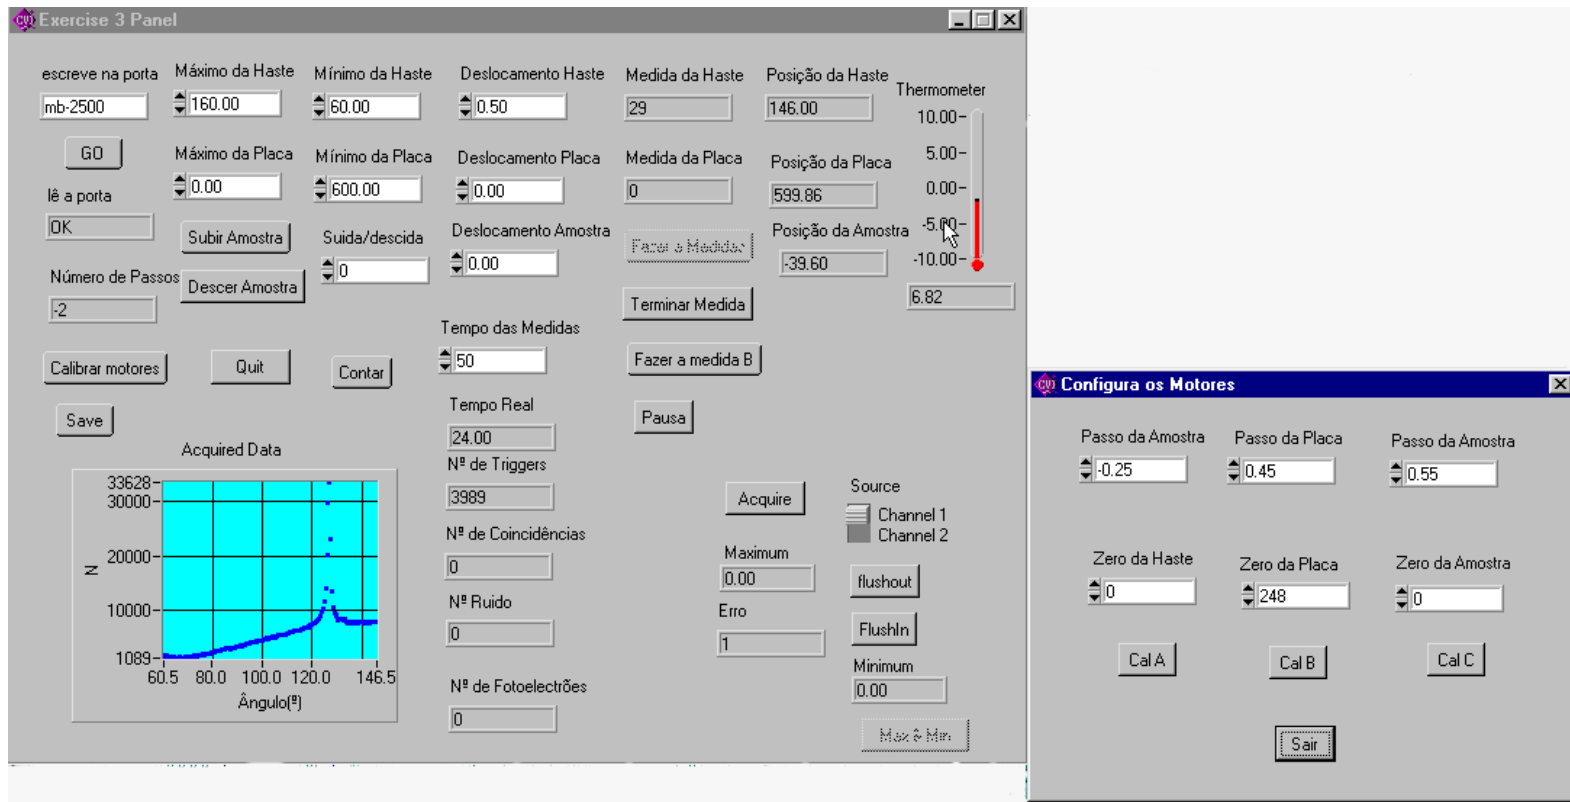 Exercise 3 Panel
escreve na porta
mb-2500
GO
lê a porta
OK
Número de Passos
-2
Máximo da Haste
160.00
Mínimo da Haste
60.00
Deslocamento Haste
0.50
Medida da Haste
29
Posição da Haste
146.00
Máximo da Placa
0.00
Mínimo da Placa
600.00
Deslocamento Placa
0.00
Medida da Placa
0
Posição da Placa
599.86
Subir Amostra
Descer Amostra
Suida/descida
0
Deslocamento Amostra
0.00
Fazer a Medidas
Posição da Amostra
-39.60
Thermometer
10.00
5.00
0.00
-5.00
-10.00
6.82
Terminar Medida
Calibrar motores
Quit
Contar
Tempo das Medidas
50
Fazer a medida B
Save
Tempo Real
24.00
Pausa
Nº de Triggers
3989
Nº de Coincidências
0
Nº Ruido
0
Nº de Fotoelectrões
0
Acquired Data
33628
30000
20000
10000
1089
N
60.5 80.0 100.0 120.0 146.5
Ângulo(º)
Acquire
Source
Channel 1
Channel 2
Maximum
0.00
flushout
Erro
1
FlushIn
Minimum
0.00
Max & Min
CVI
Configura os Motores
Passo da Amostra
-0.25
Passo da Placa
0.45
Passo da Amostra
0.55
Zero da Haste
0
Zero da Placa
248
Zero da Amostra
0
Cal A
Cal B
Cal C
Sair